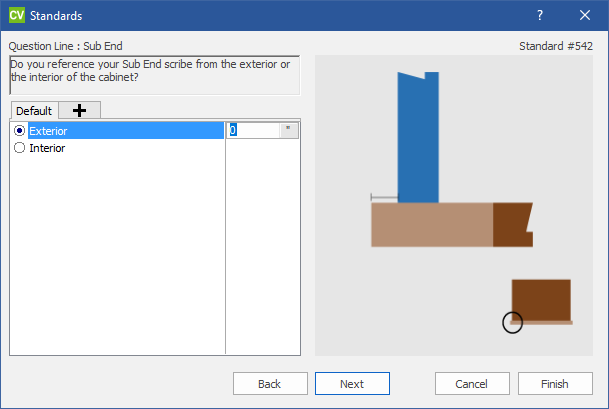 CV Standards ?
Question Line : Sub End
Standard #542
Do you reference your Sub End scribe from the exterior or
the interior of the cabinet?
Default
Exterior 0 "
Interior
Back Next Cancel Finish